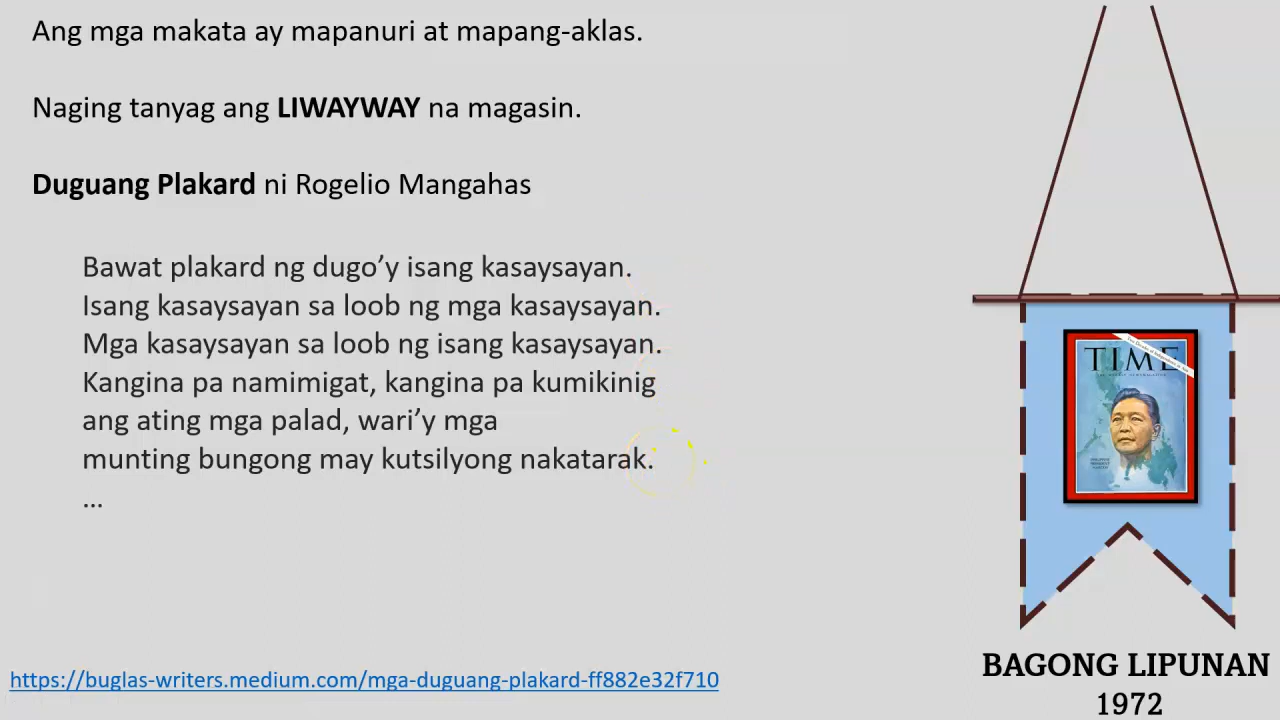 Ang mga makata ay mapanuri at mapang-aklas.
Naging tanyag ang LIWAYWAY na magasin.
Duguang Plakard ni Rogelio Mangahas
Bawat plakard ng dugo’y isang kasaysayan.
Isang kasaysayan sa loob ng mga kasaysayan.
Mga kasaysayan sa loob ng isang kasaysayan.
Kangina pa namimigat, kangina pa kumikinig
ang ating mga palad, wari’y mga
munting bungong may kutsilyong nakatarak.
...
https://buglas-writers.medium.com/mga-duguang-plakard-ff882e32f710
TIME
BAGONG LIPUNAN
1972